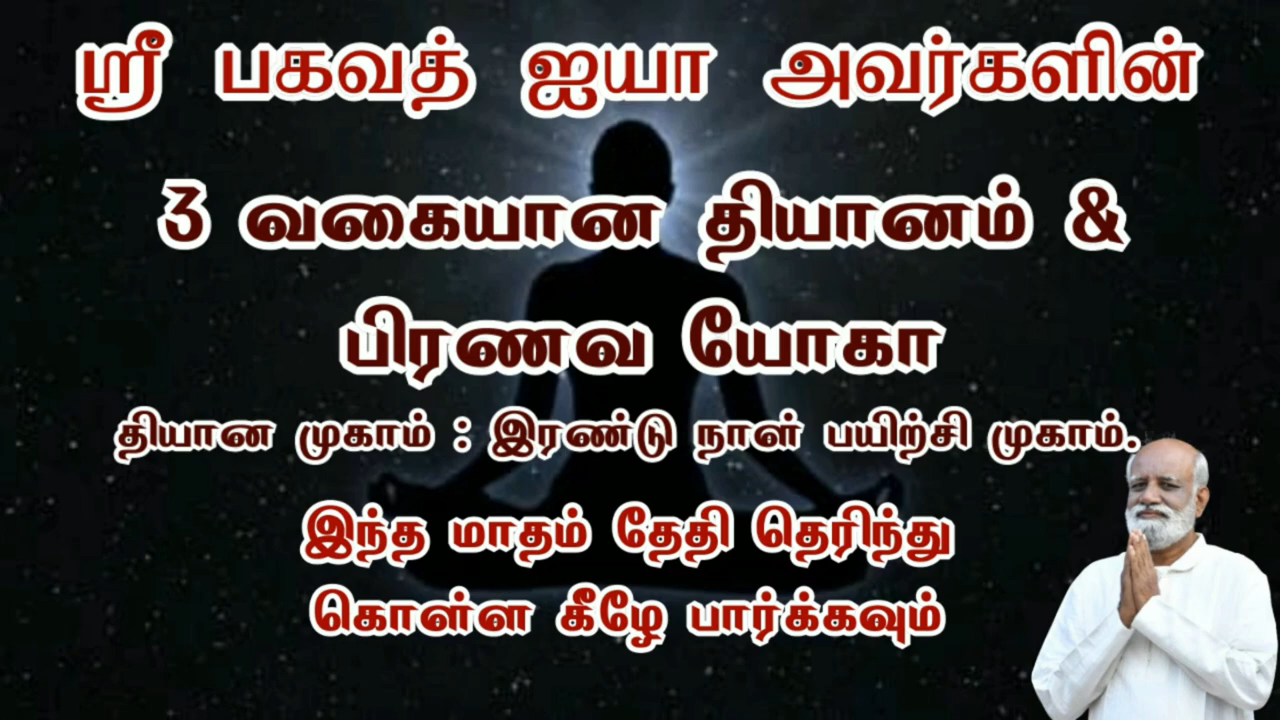 ஸ்ரீ பகவத் ஐயா அவர்களின்
3 வகையான தியானம் &
பிரணவ யோகா
தியான முகாம் : இரண்டு நாள் பயிற்சி முகாம்.
இந்த மாதம் தேதி தெரிந்து
கொள்ள கீழே பார்க்கவும்